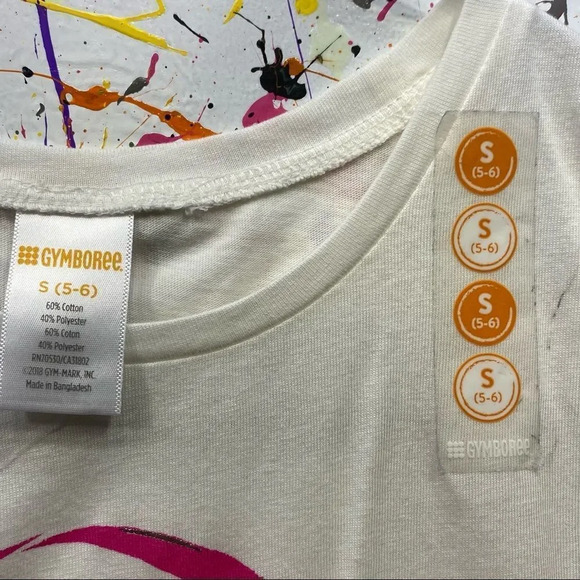 GYMBOREE
S (5-6)
60% Cotton
40% Polyester
60% Coton
40% Polyester
RN70530/CA31802
©2018 GYM-MARK, INC.
Made in Bangladesh
S
(5-6)
S
(5-6)
S
(5-6)
S
(5-6)
GYMBOREE